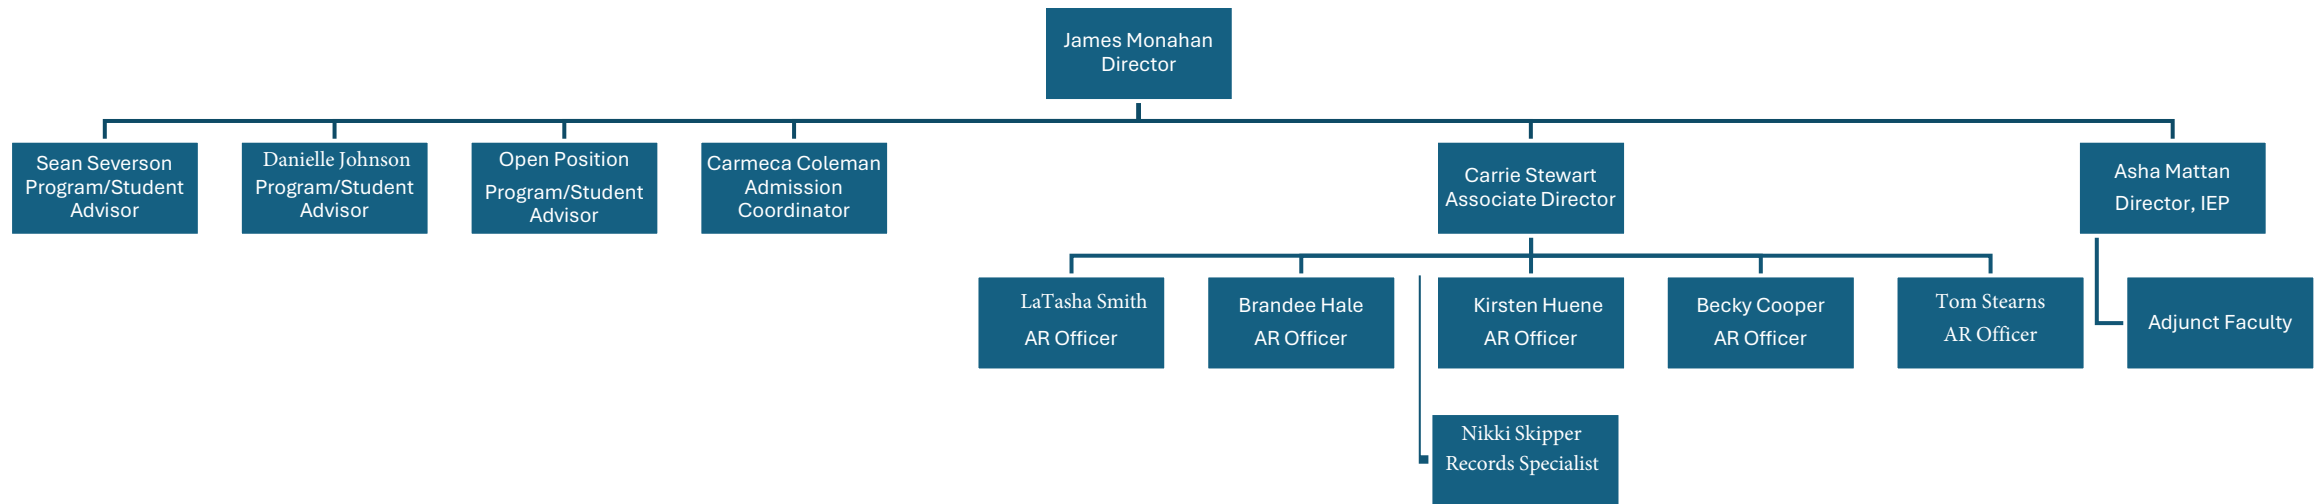 James Monahan
Director
Sean Severson
Program/Student
Advisor
Danielle Johnson
Program/Student
Advisor
Open Position
Program/Student
Advisor
Carmeca Coleman
Admission
Coordinator
Carrie Stewart
Associate Director
Asha Mattan
Director, IEP
LaTasha Smith
AR Officer
Brandee Hale
AR Officer
Kirsten Huene
AR Officer
Becky Cooper
AR Officer
Tom Stearns
AR Officer
Adjunct Faculty
Nikki Skipper
Records Specialist